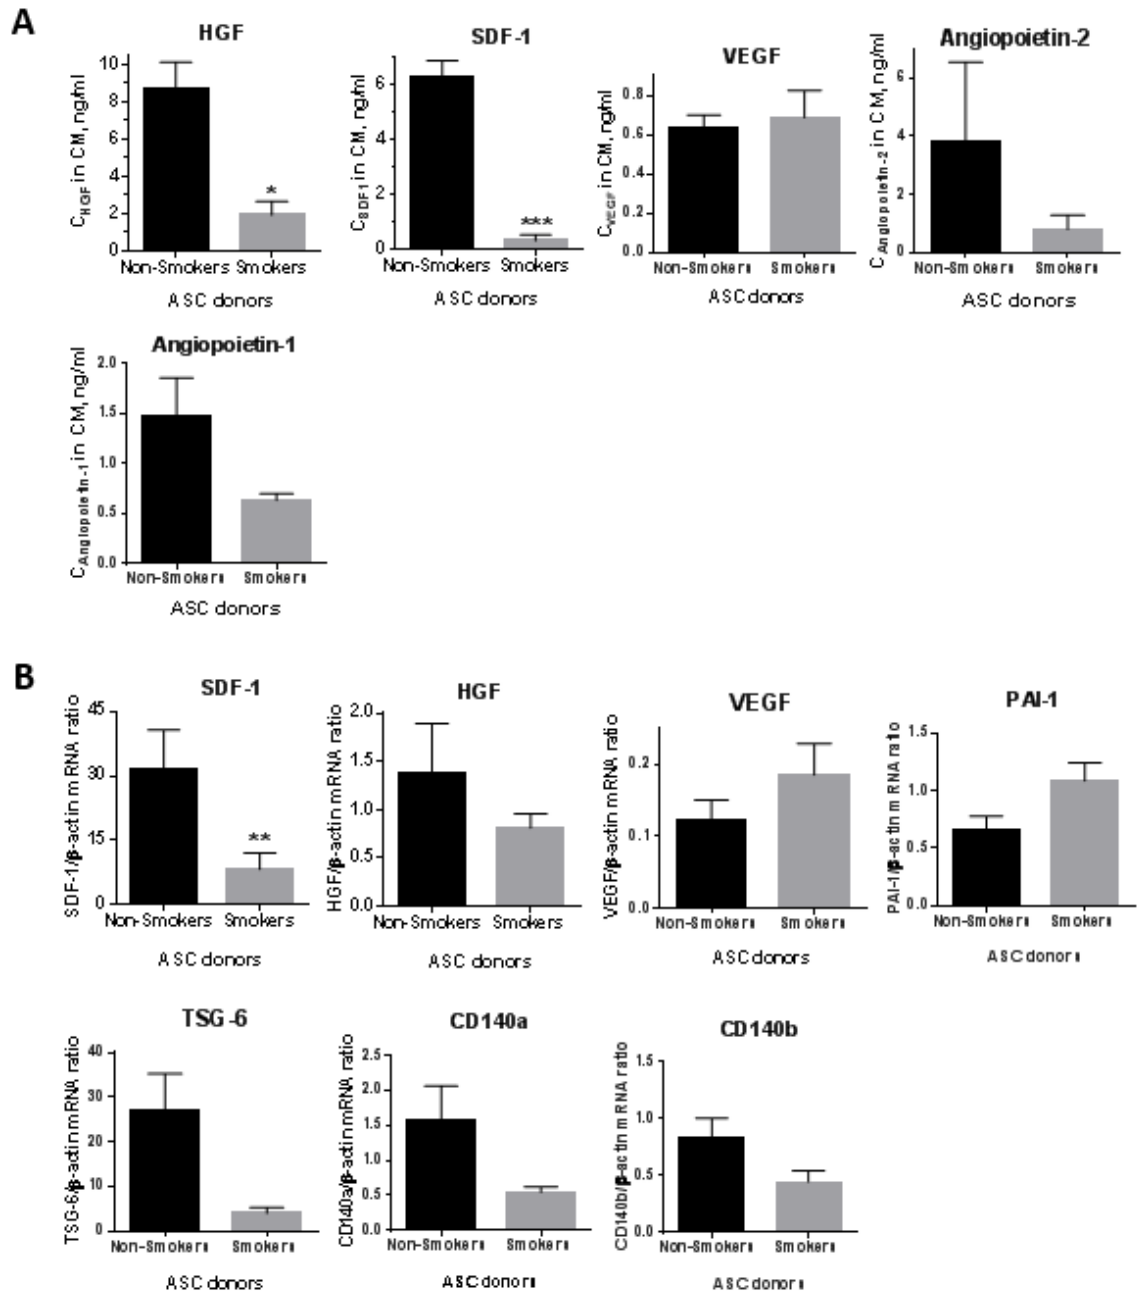 A
HGF
C HGF in CM, ng/ml
10
8
6
4
2
0
*
Non-Smokers Smokers
ASC donors
SDF-1
C SDF1 in CM, ng/ml
6
4
2
0
***
Non-Smokers Smokers
ASC donors
VEGF
C VEGF in CM, ng/ml
0.8
0.6
0.4
0.2
0.0
Non-Smokers Smokers
ASC donors
Angiopoietin-2
C Angiopoietin-2 in CM, ng/ml
6
4
2
0
Non-Smokers Smokers
ASC donors
Angiopoietin-1
C Angiopoietin-1 in CM, ng/ml
2.0
1.5
1.0
0.5
0.0
Non-Smokers Smokers
ASC donors
B
SDF-1
SDF-1/β-actin mRNA ratio
45
30
15
0
**
Non-Smokers Smokers
ASC donors
HGF
HGF/β-actin mRNA ratio
2.0
1.5
1.0
0.5
0.0
Non-Smokers Smokers
ASC donors
VEGF
VEGF/β-actin mRNA ratio
0.2
0.1
0.0
Non-Smokers Smokers
ASC donors
PAI-1
PAI-1/β-actin mRNA ratio
1.5
1.0
0.5
0.0
Non-Smokers Smokers
ASC donors
TSG-6
TSG-6/β-actin mRNA ratio
40
30
20
10
0
Non-Smokers Smokers
ASC donors
CD140a
CD140a/β-actin mRNA ratio
2.5
2.0
1.5
1.0
0.5
0.0
Non-Smokers Smokers
ASC donors
CD140b
CD140b/β-actin mRNA ratio
1.5
1.0
0.5
0.0
Non-Smokers Smokers
ASC donors